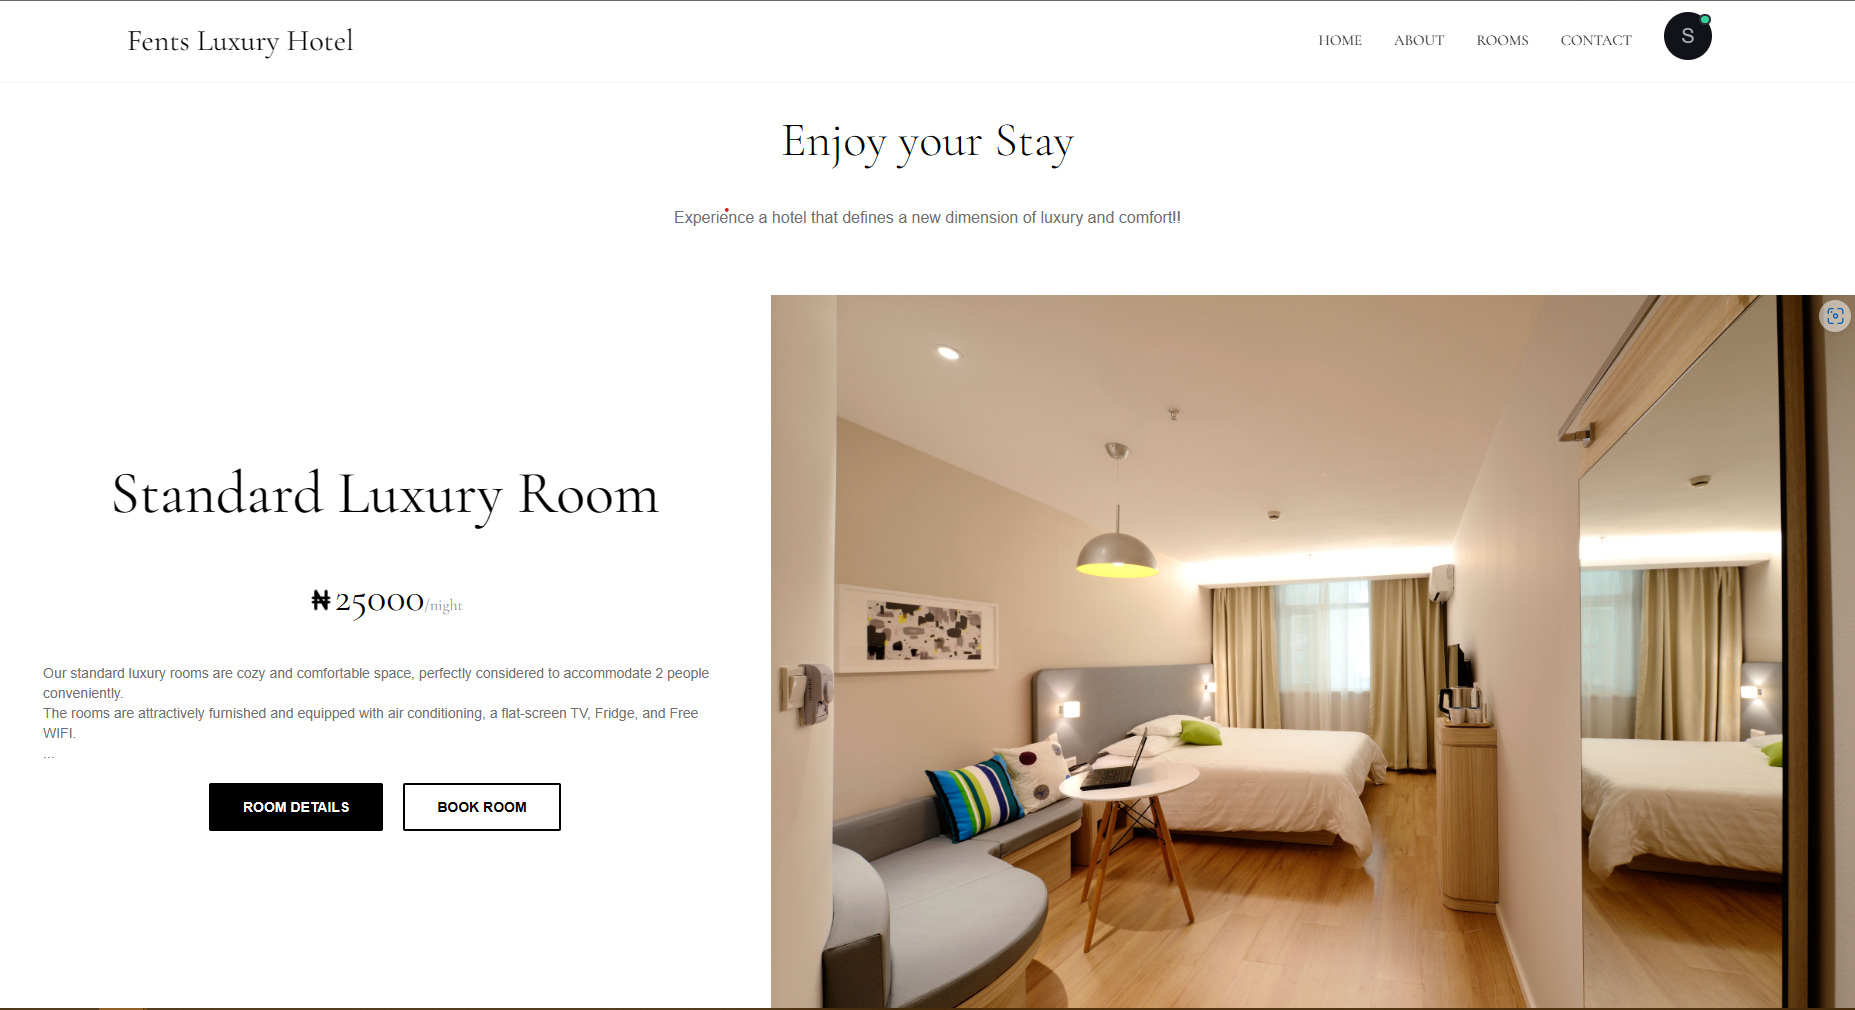 Fents Luxury Hotel
HOME ABOUT ROOMS CONTACT S
Enjoy your Stay
Experience a hotel that defines a new dimension of luxury and comfort!!
Standard Luxury Room
₦25000/night
Our standard luxury rooms are cozy and comfortable space, perfectly considered to accommodate 2 people
conveniently.
The rooms are attractively furnished and equipped with air conditioning, a flat-screen TV, Fridge, and Free
WIFI.
...
ROOM DETAILS BOOK ROOM